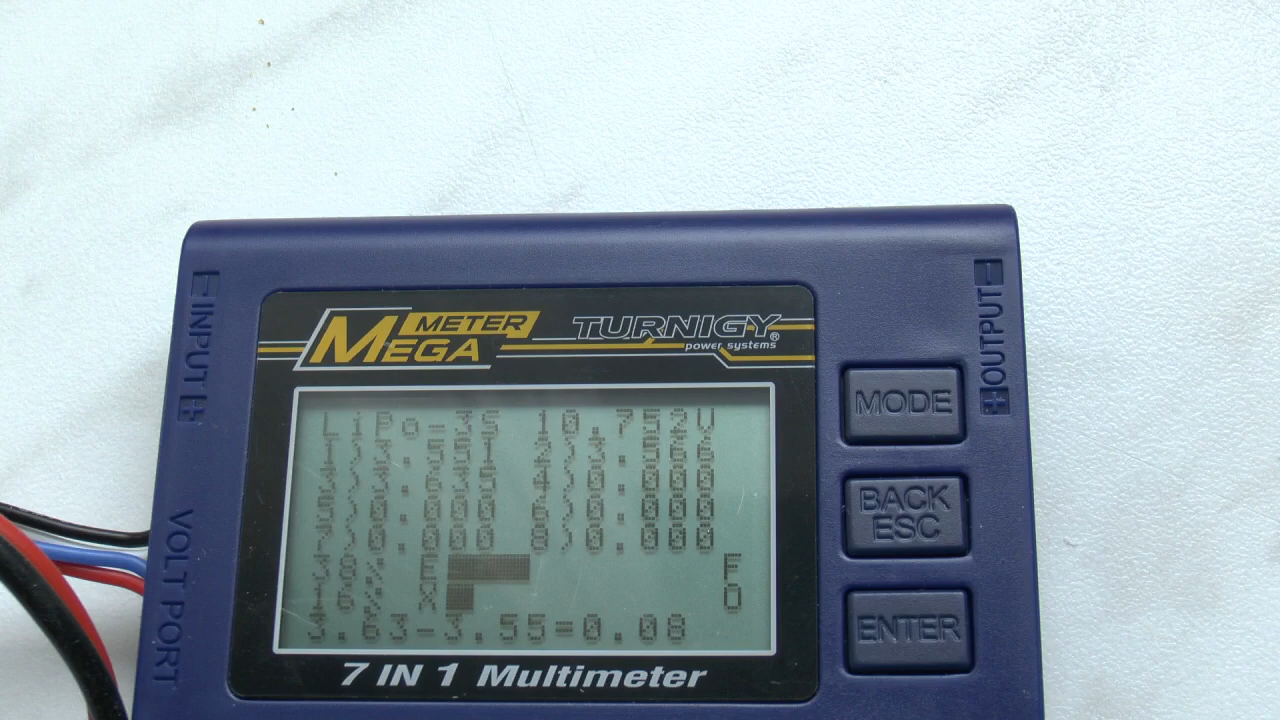 INPUT
VOLT PORT
METER
MEGA
TURNIGY®
power systems
LiPo-3S 10.752V
1>3.551 2>3.566
3>3.635 4>0.000
5>0.000 6>0.000
7>0.000 8>0.000
E F
16% X O
3.63-3.55=0.08
7 IN 1 Multimeter
OUTPUT
MODE
BACK
ESC
ENTER